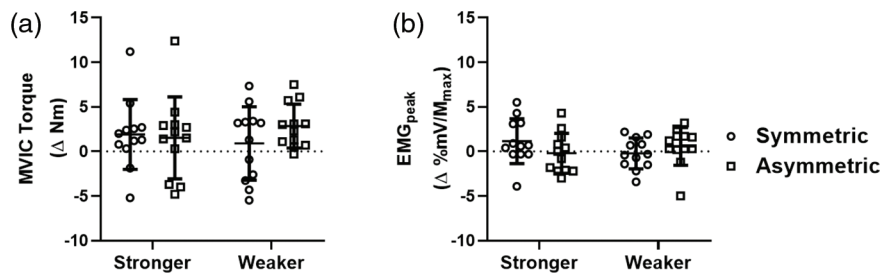 (a)
MVIC Torque
(Δ Nm)
15
10
5
0
-5
-10
Stronger
Weaker
(b)
EMGpeak
(Δ %mV/Mmax)
15
10
5
0
-5
-10
Stronger
Weaker
Symmetric
Asymmetric